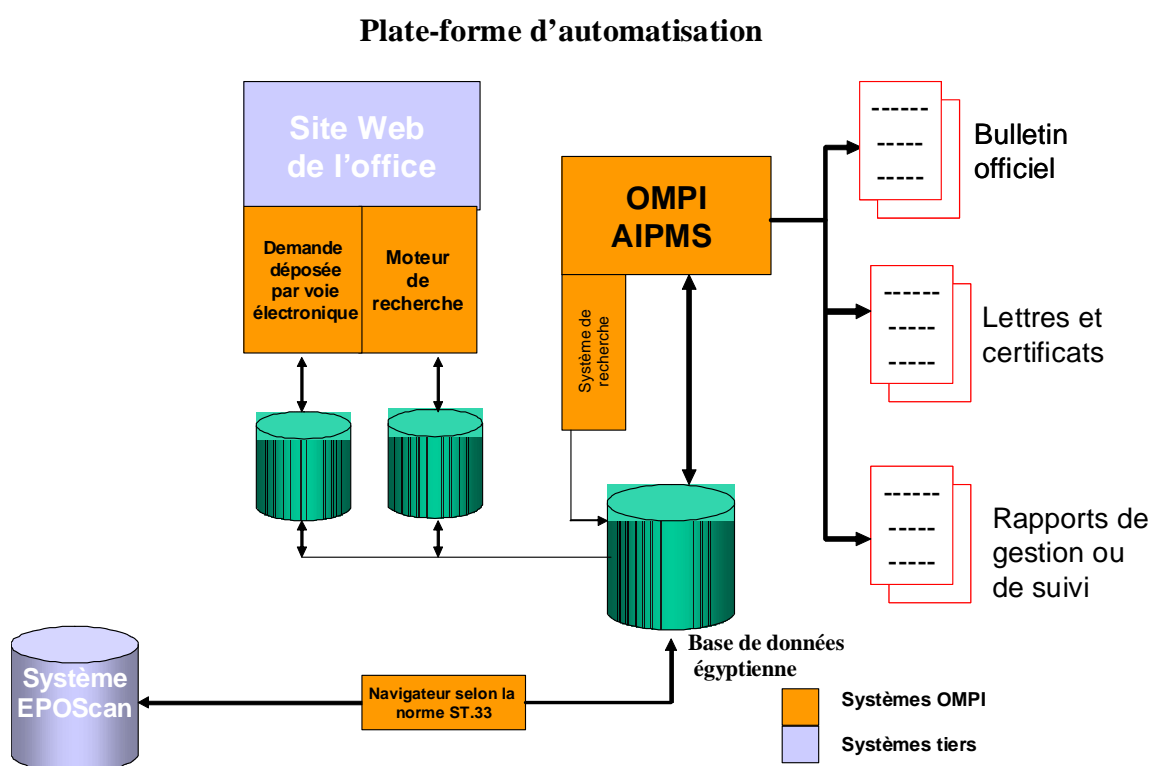 Plate-forme d'automatisation
Site Web
de l'office
Demande
déposée
par voie
électronique
Moteur
de
recherche
OMPI
AIPMS
Système de
recherche
------
----
----
Bulletin
officiel
------
----
----
Lettres et
certificats
------
----
----
Rapports de
gestion ou
de suivi
Base de données
égyptienne
Système
EPOScan
Navigateur selon la
norme ST.33
Systèmes OMPI
Systèmes tiers